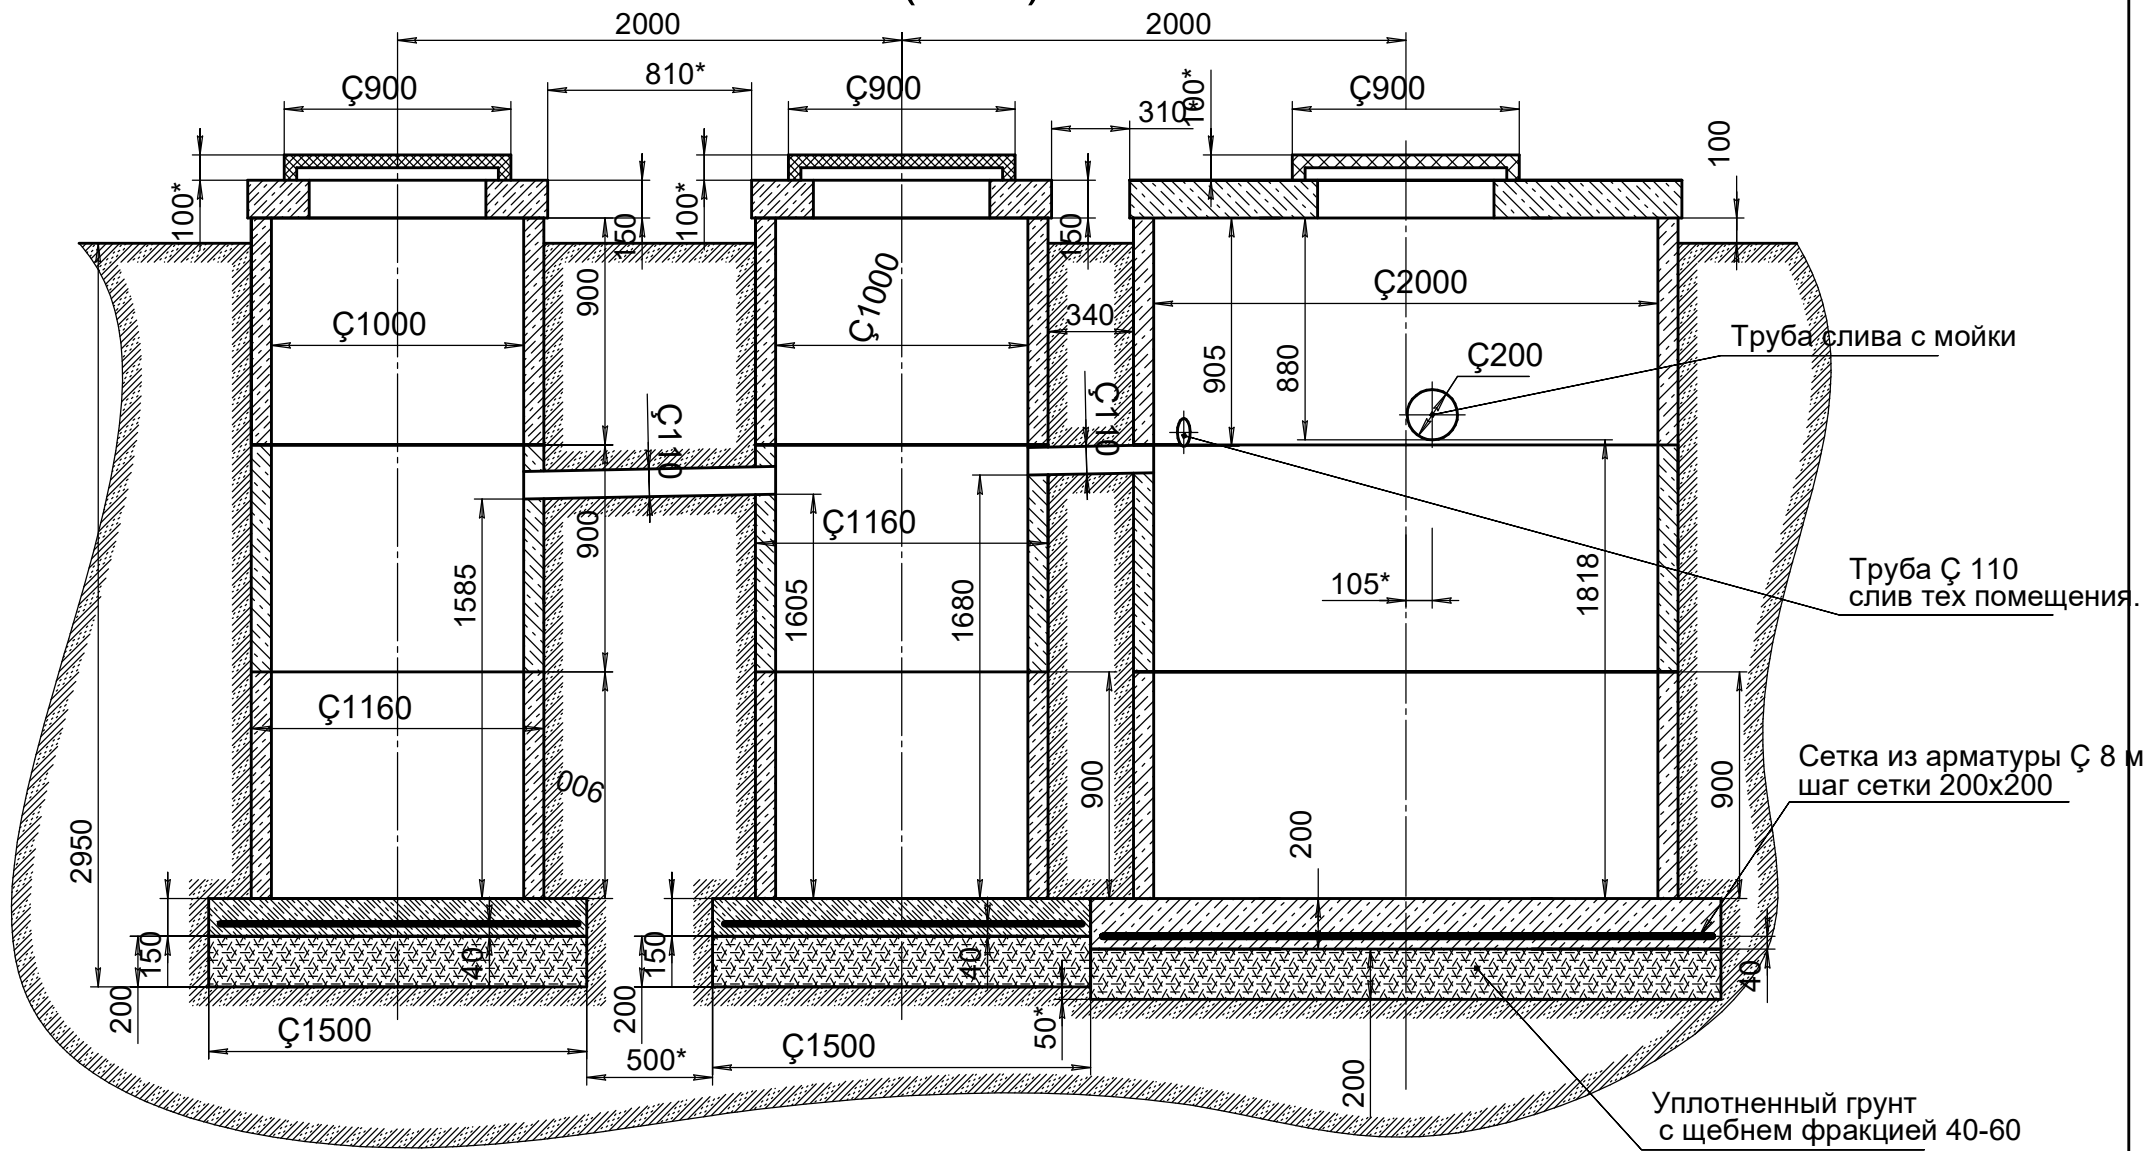 2000
2000
810*
Ç900
Ç900
310*
100*
Ç900
100
100*
150
100*
150
900
Ç1000
Ç1000
340
Ç2000
905
880
Ç200
Труба слива с мойки
Ç110
Ç110
900
Ç1160
1585
1605
1680
105*
1818
Труба Ç 110
слив тех помещения.
Ç1160
900
900
Сетка из арматуры Ç 8 м
шаг сетки 200х200
900
2950
200
150
40
150
40
40
200
200
50*
Ç1500
500*
Ç1500
200
Уплотненный грунт
с щебнем фракцией 40-60